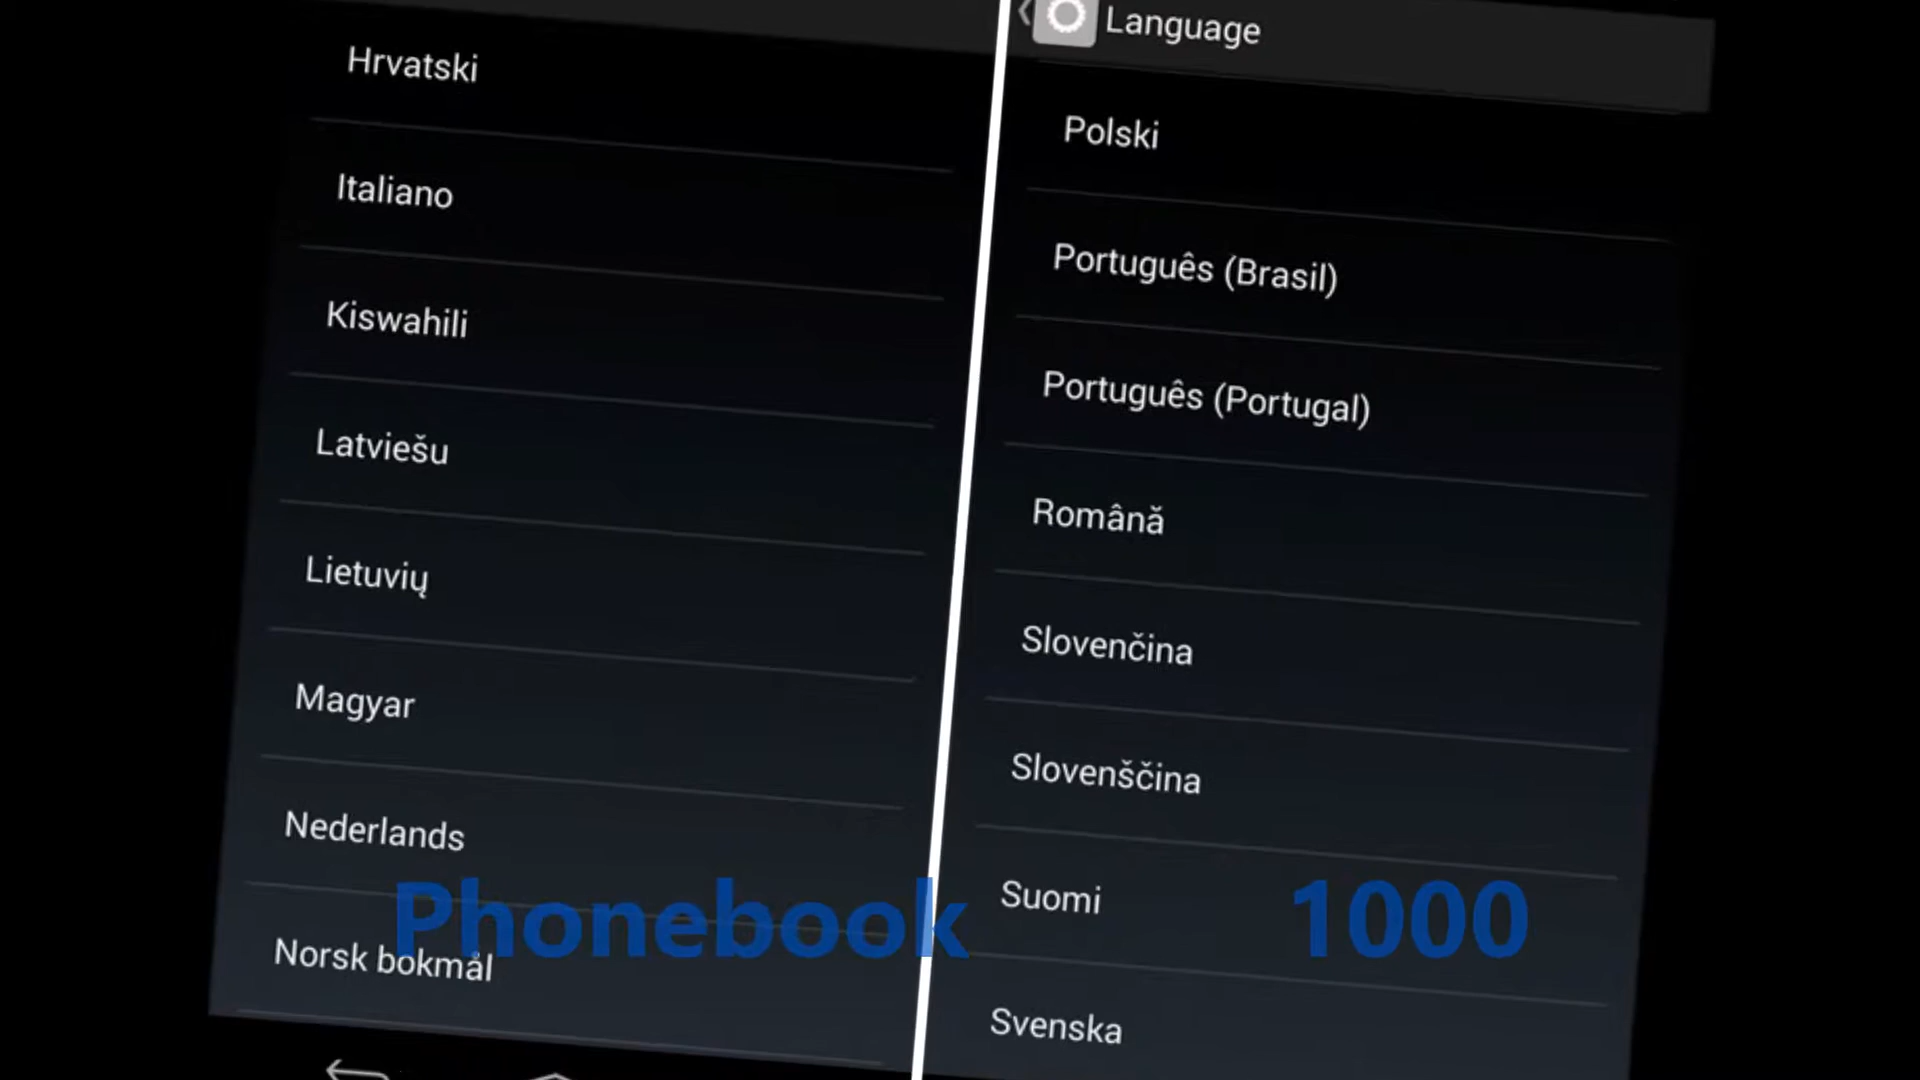 Hrvatski
Italiano
Kiswahili
Latviešu
Lietuvių
Magyar
Nederlands
Norsk bokmål
Language
Polski
Português (Brasil)
Português (Portugal)
Română
Slovenčina
Slovenščina
Suomi
Svenska
Phonebook 1000